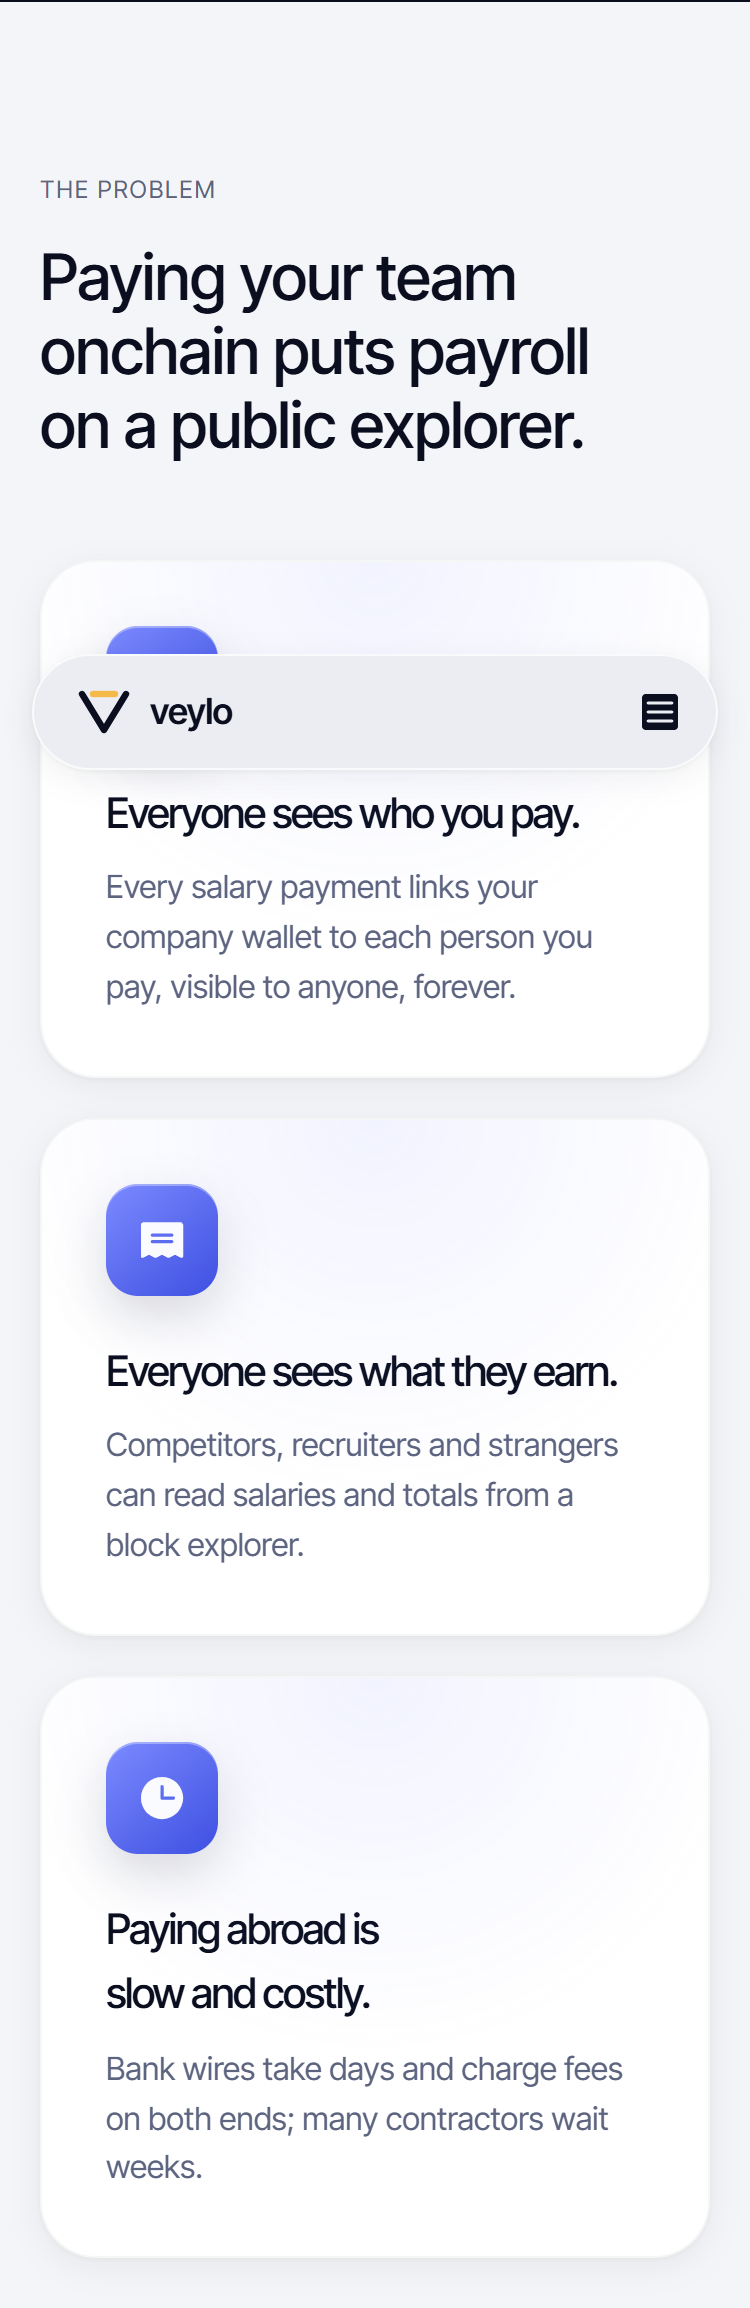 THE PROBLEM
Paying your team
onchain puts payroll
on a public explorer.
veylo
Everyone sees who you pay.
Every salary payment links your
company wallet to each person you
pay, visible to anyone, forever.
Everyone sees what they earn.
Competitors, recruiters and strangers
can read salaries and totals from a
block explorer.
Paying abroad is
slow and costly.
Bank wires take days and charge fees
on both ends; many contractors wait
weeks.